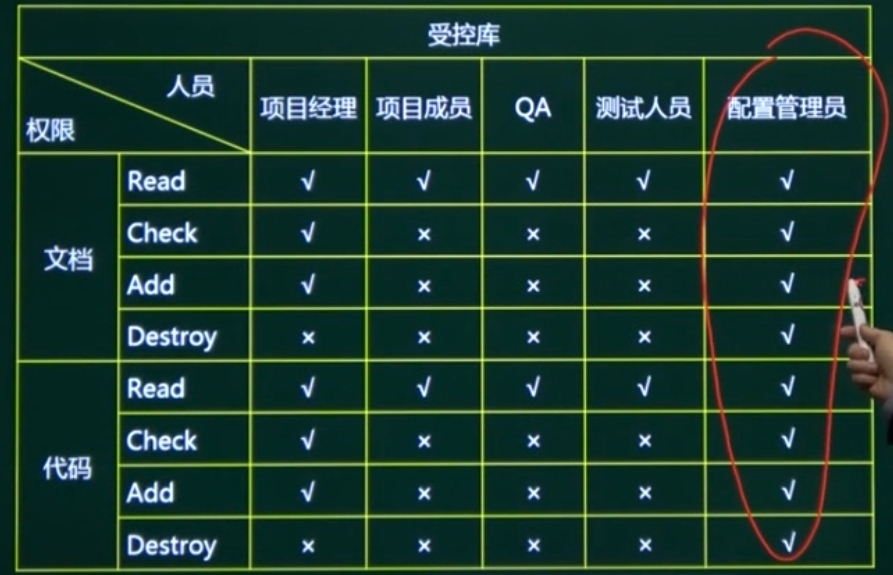 受控库
人员
权限
项目经理 项目成员 QA 测试人员 配置管理员
文档
Read √ √ √ √ √
Check √ × × × √
Add √ × × × √
Destroy × × × × √
代码
Read √ √ √ √ √
Check √ × × × √
Add √ × × × √
Destroy × × × × √